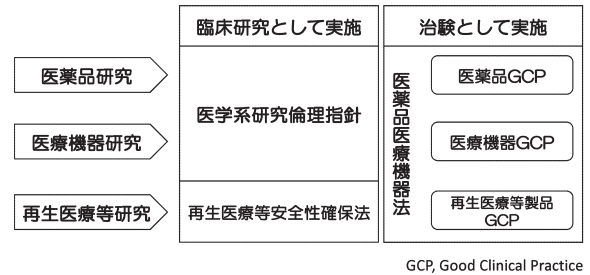 臨床研究として実施
治験として実施
医薬品研究
医療機器研究
再生医療等研究
医学系研究倫理指針
再生医療等安全性確保法
医薬品医療機器法
医薬品GCP
医療機器GCP
再生医療等製品
GCP
GCP, Good Clinical Practice